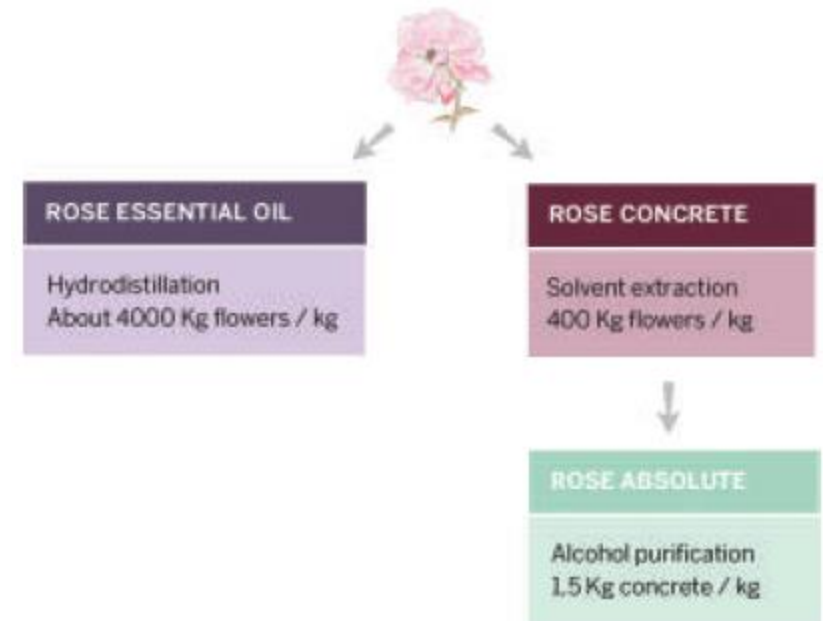 ROSE ESSENTIAL OIL
Hydrodistillation
About 4000 Kg flowers / kg
ROSE CONCRETE
Solvent extraction
400 Kg flowers / kg
ROSE ABSOLUTE
Alcohol purification
1,5 Kg concrete / kg